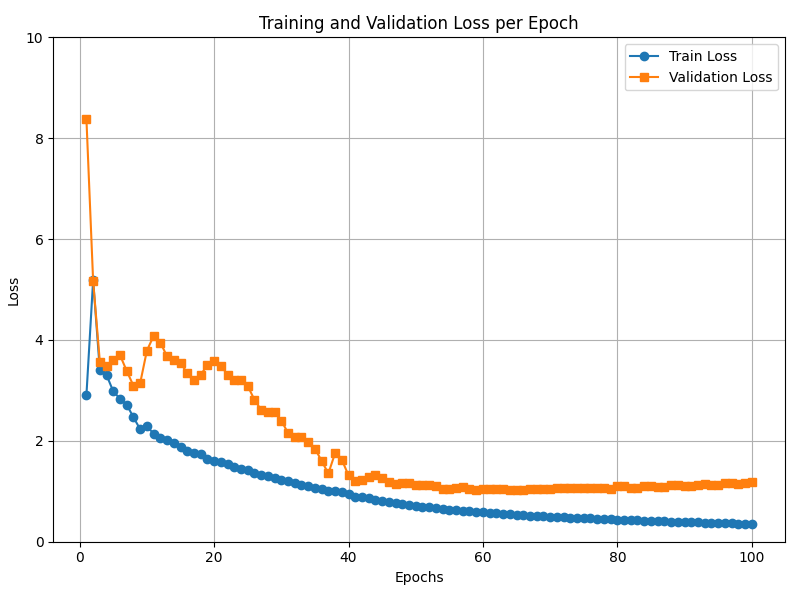 Training and Validation Loss per Epoch
Train Loss
Validation Loss
10
8
6
4
2
0
Loss
0 20 40 60 80 100
Epochs